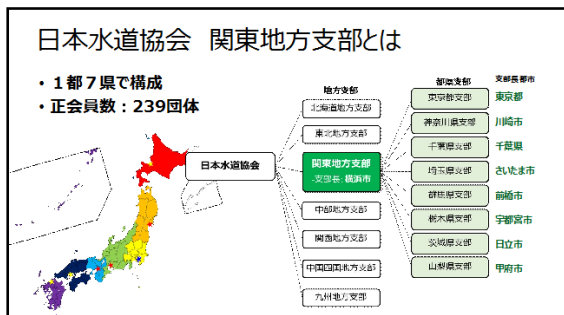 日本水道協会 関東地方支部とは
• 1都7県で構成
• 正会員数：239団体
日本水道協会
地方支部
北海道地方支部
東北地方支部
関東地方支部
-支部長：横浜市
中部地方支部
関西地方支部
中国四国地方支部
九州地方支部
都県支部
支部長都市
東京都支部 東京都
神奈川県支部 川崎市
千葉県支部 千葉県
埼玉県支部 さいたま市
群馬県支部 前橋市
栃木県支部 宇都宮市
茨城県支部 日立市
山梨県支部 甲府市